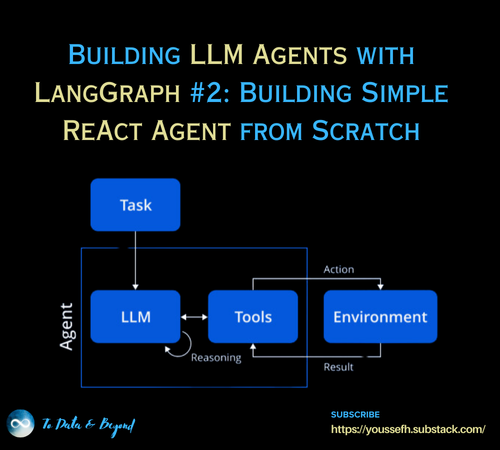 Building LLM Agents with
LangGraph #2: Building Simple
ReAct Agent from Scratch
Task
Agent
LLM
Tools
Environment
Action
Reasoning
Result
To Data & Beyond
SUBSCRIBE
https://youssefh.substack.com/